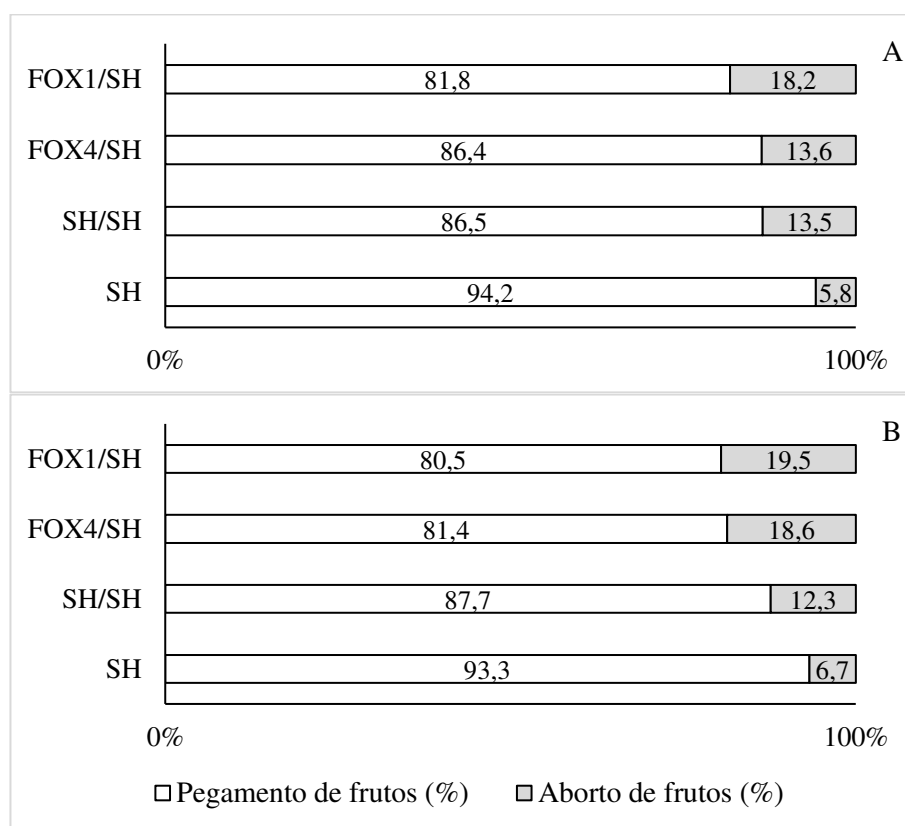 A
FOX1/SH 81,8 18,2
FOX4/SH 86,4 13,6
SH/SH 86,5 13,5
SH 94,2 5,8
0% 100%
B
FOX1/SH 80,5 19,5
FOX4/SH 81,4 18,6
SH/SH 87,7 12,3
SH 93,3 6,7
0% 100%
Pegamento de frutos (%) Aborto de frutos (%)